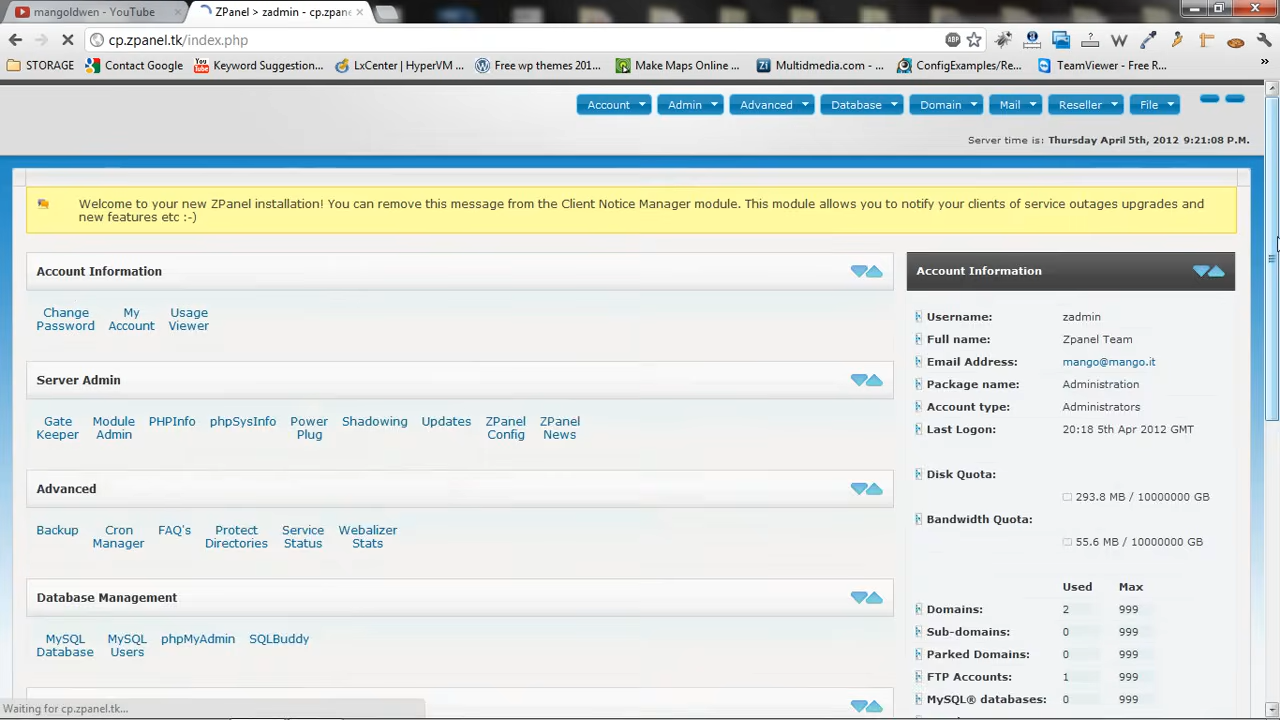 mangoldwen - YouTube
ZPanel > zadmin - cp.zpane
cp.zpanel.tk/index.php
ABP
STORAGE
Contact Google
Keyword Suggestion...
LxCenter | HyperVM ...
Free wp themes 201...
Make Maps Online ...
Multidmedia.com - ...
ConfigExamples/Re...
TeamViewer - Free R...
Account
Admin
Advanced
Database
Domain
Mail
Reseller
File
Server time is: Thursday April 5th, 2012 9:21:08 P.M.
Welcome to your new ZPanel installation! You can remove this message from the Client Notice Manager module. This module allows you to notify your clients of service outages upgrades and
new features etc :-)
Account Information
Change Password
My Account
Usage Viewer
Server Admin
Gate Keeper
Module Admin
PHPInfo
phpSysInfo
Power Plug
Shadowing
Updates
ZPanel Config
ZPanel News
Advanced
Backup
Cron Manager
FAQ's
Protect Directories
Service Status
Webalizer Stats
Database Management
MySQL Database
MySQL Users
phpMyAdmin
SQLBuddy
Account Information
Username: zadmin
Full name: Zpanel Team
Email Address: mango@mango.it
Package name: Administration
Account type: Administrators
Last Logon: 20:18 5th Apr 2012 GMT
Disk Quota:
293.8 MB / 10000000 GB
Bandwidth Quota:
55.6 MB / 10000000 GB
Used Max
Domains: 2 999
Sub-domains: 0 999
Parked Domains: 0 999
FTP Accounts: 1 999
MySQL® databases: 0 999
Waiting for cp.zpanel.tk...